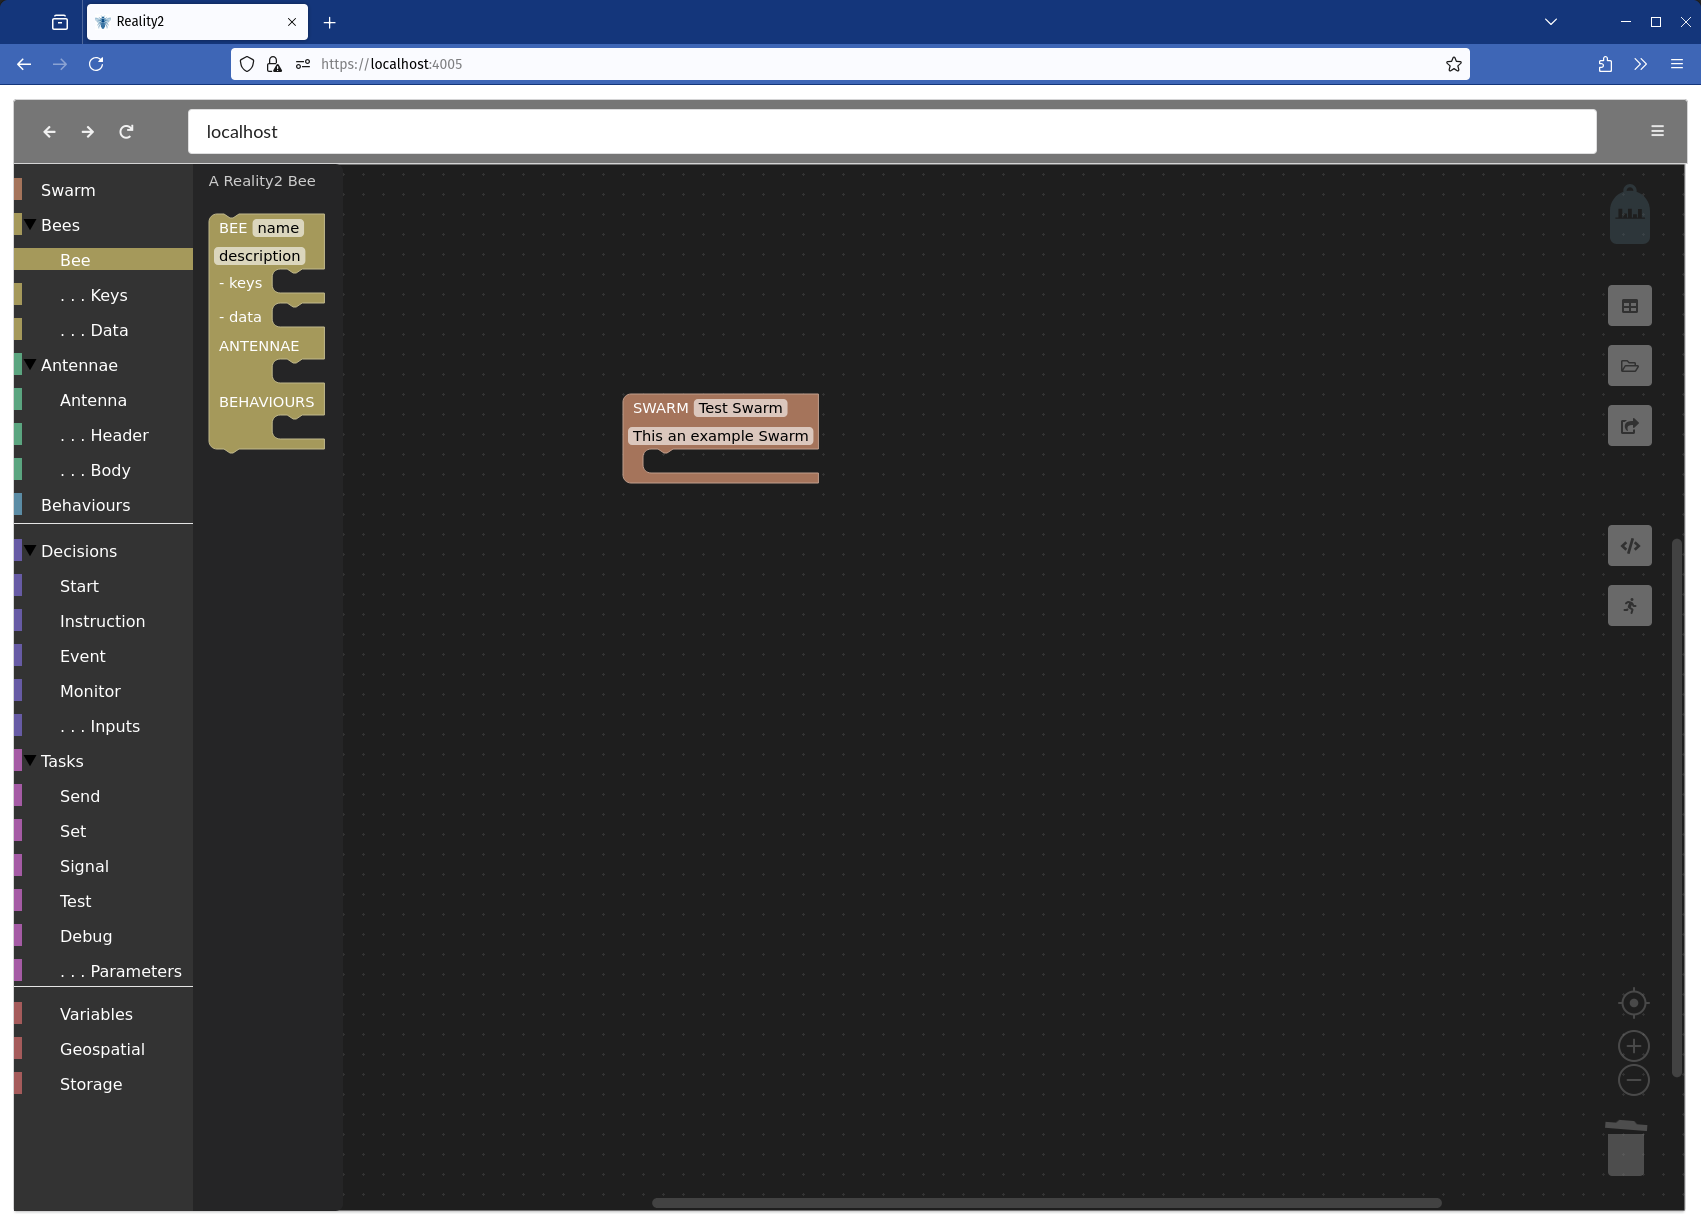 Reality2
https://localhost:4005
localhost
Swarm
Bees
Bee
. . . Keys
. . . Data
Antennae
Antenna
. . . Header
. . . Body
Behaviours
Decisions
Start
Instruction
Event
Monitor
. . . Inputs
Tasks
Send
Set
Signal
Test
Debug
. . . Parameters
Variables
Geospatial
Storage
A Reality2 Bee
BEE name
description
- keys
- data
ANTENNAE
BEHAVIOURS
SWARM Test Swarm
This an example Swarm